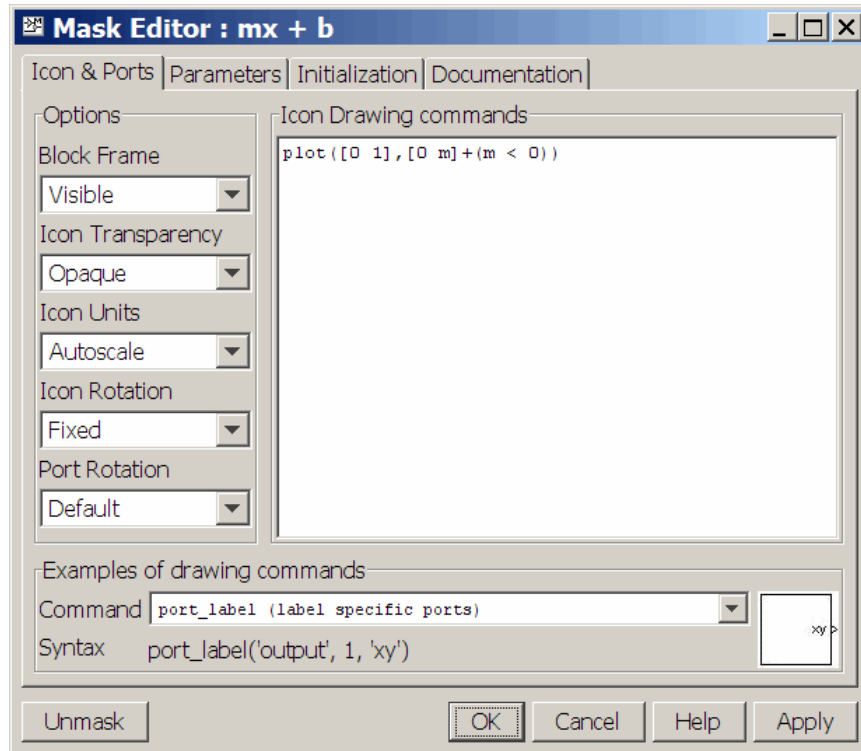 Mask Editor : mx + b
Icon & Ports Parameters Initialization Documentation
Options
Block Frame
Visible
Icon Transparency
Opaque
Icon Units
Autoscale
Icon Rotation
Fixed
Port Rotation
Default
Icon Drawing commands
plot([0 1],[0 m]+(m < 0))
Examples of drawing commands
Command port_label (label specific ports)
Syntax port_label('output', 1, 'xy')
xy >
Unmask OK Cancel Help Apply